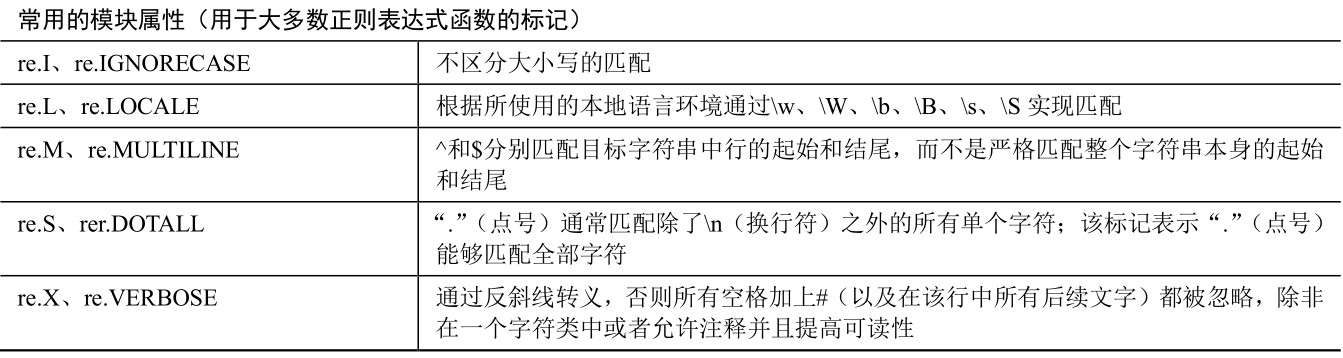 常用的模块属性（用于大多数正则表达式函数的标记）
re.I、re.IGNORECASE 不区分大小写的匹配
re.L、re.LOCALE 根据所使用的本地语言环境通过\w、\W、\b、\B、\s、\S 实现匹配
re.M、re.MULTILINE ^和$分别匹配目标字符串中行的起始和结尾，而不是严格匹配整个字符串本身的起始
和结尾
re.S、rer.DOTALL “.”（点号）通常匹配除了\n（换行符）之外的所有单个字符；该标记表示“.”（点号）
能够匹配全部字符
re.X、re.VERBOSE 通过反斜线转义，否则所有空格加上#（以及在该行中所有后续文字）都被忽略，除非
在一个字符类中或者允许注释并且提高可读性